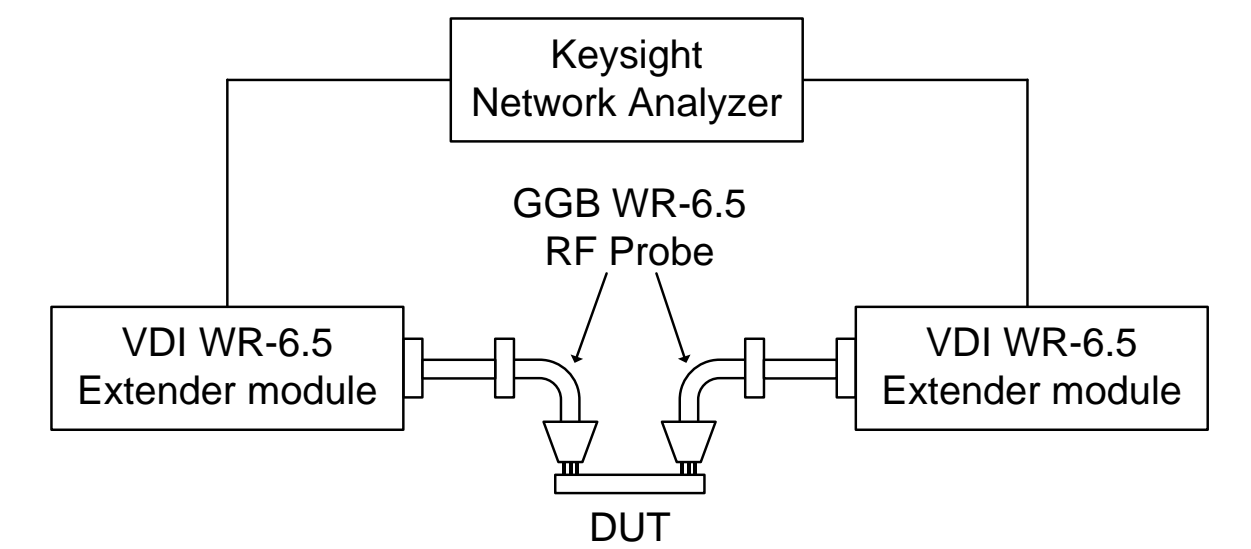 Keysight
Network Analyzer
GGB WR-6.5
RF Probe
VDI WR-6.5
Extender module
VDI WR-6.5
Extender module
DUT